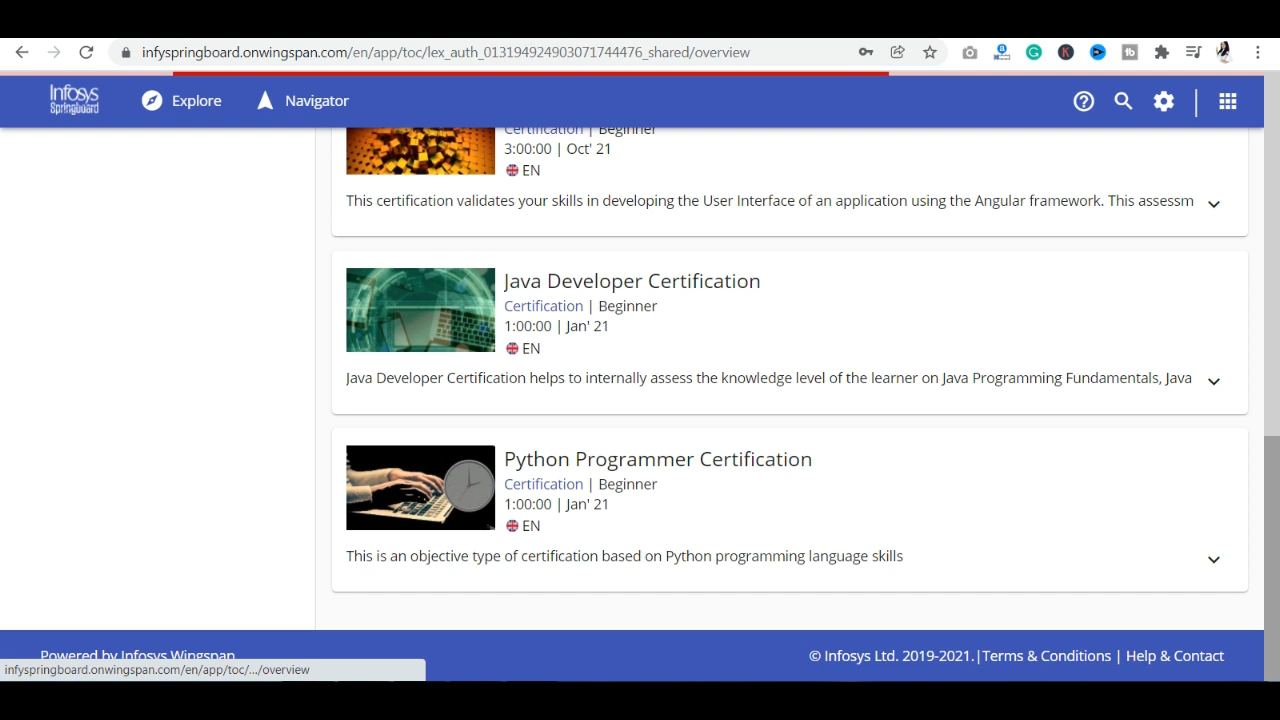 infyspringboard.onwingspan.com/en/app/toc/lex_auth_013194924903071744476_shared/overview
Infosys
Springboard
Explore
Navigator
Certification | Beginner
3:00:00 | Oct' 21
EN
This certification validates your skills in developing the User Interface of an application using the Angular framework. This assessm
Java Developer Certification
Certification | Beginner
1:00:00 | Jan' 21
EN
Java Developer Certification helps to internally assess the knowledge level of the learner on Java Programming Fundamentals, Java
Python Programmer Certification
Certification | Beginner
1:00:00 | Jan' 21
EN
This is an objective type of certification based on Python programming language skills
Powered by Infosys Wingspan
© Infosys Ltd. 2019-2021.|Terms & Conditions | Help & Contact
infyspringboard.onwingspan.com/en/app/toc/.../overview